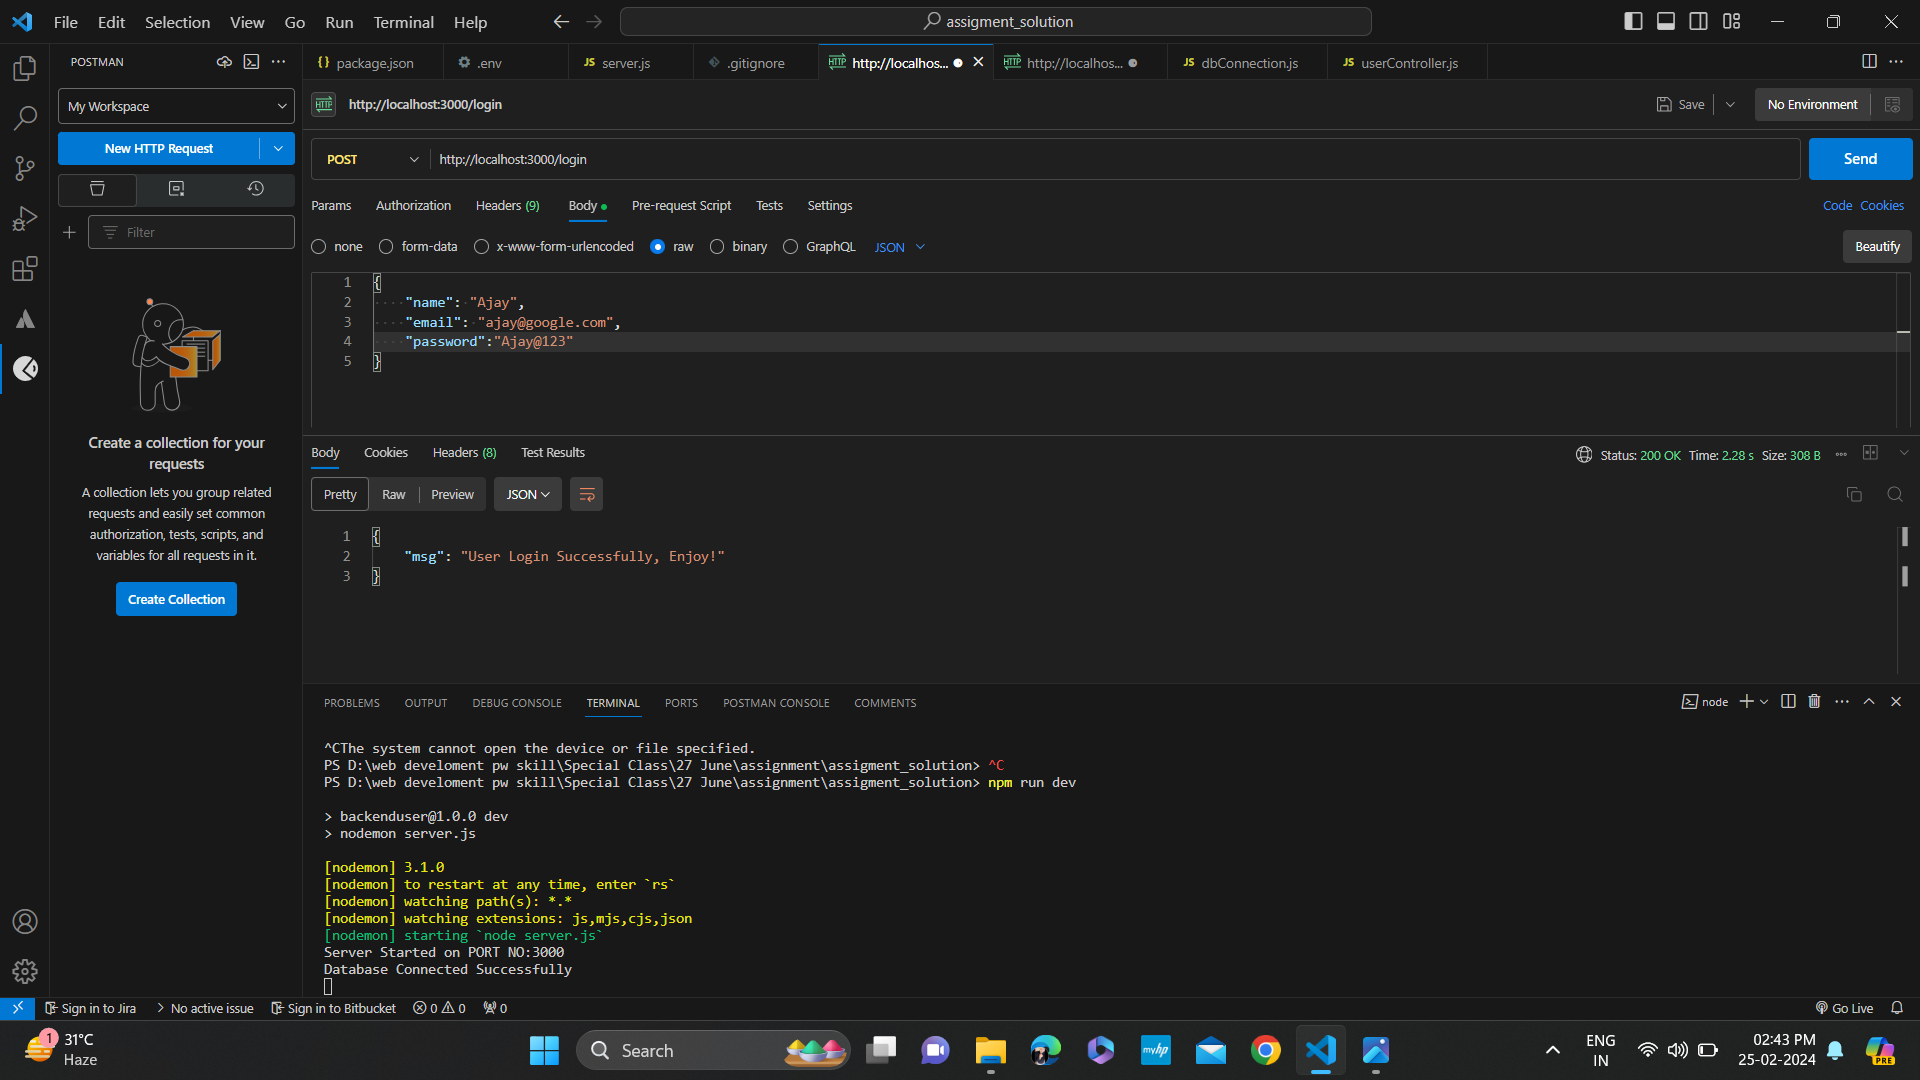 File Edit Selection View Go Run Terminal Help
assigment_solution
POSTMAN
package.json
.env
JS server.js
.gitignore
http://localhos...
http://localhos...
JS dbConnection.js
JS userController.js
My Workspace
HTTP http://localhost:3000/login
Save
No Environment
New HTTP Request
POST http://localhost:3000/login
Send
Params Authorization Headers (9) Body Pre-request Script Tests Settings
Code Cookies
Filter
none form-data x-www-form-urlencoded raw binary GraphQL JSON
Beautify
1 {
2 "name": "Ajay",
3 "email": "ajay@google.com",
4 "password":"Ajay@123"
5 }
Create a collection for your
requests
A collection lets you group related
requests and easily set common
authorization, tests, scripts, and
variables for all requests in it.
Create Collection
Body Cookies Headers (8) Test Results
Status: 200 OK Time: 2.28 s Size: 308 B
Pretty Raw Preview JSON
1 {
2 "msg": "User Login Successfully, Enjoy!"
3 }
PROBLEMS OUTPUT DEBUG CONSOLE TERMINAL PORTS POSTMAN CONSOLE COMMENTS
node
^CThe system cannot open the device or file specified.
PS D:\web develoment pw skill\Special Class\27 June\assignment\assigment_solution> ^C
PS D:\web develoment pw skill\Special Class\27 June\assignment\assigment_solution> npm run dev
> backenduser@1.0.0 dev
> nodemon server.js
[nodemon] 3.1.0
[nodemon] to restart at any time, enter `rs`
[nodemon] watching path(s): *.*
[nodemon] watching extensions: js,mjs,cjs,json
[nodemon] starting `node server.js`
Server Started on PORT NO:3000
Database Connected Successfully
Sign in to Jira No active issue Sign in to Bitbucket 0 0 0
Go Live
1
31°C
Haze
Search
myhp
ENG
IN
02:43 PM
25-02-2024
PRE